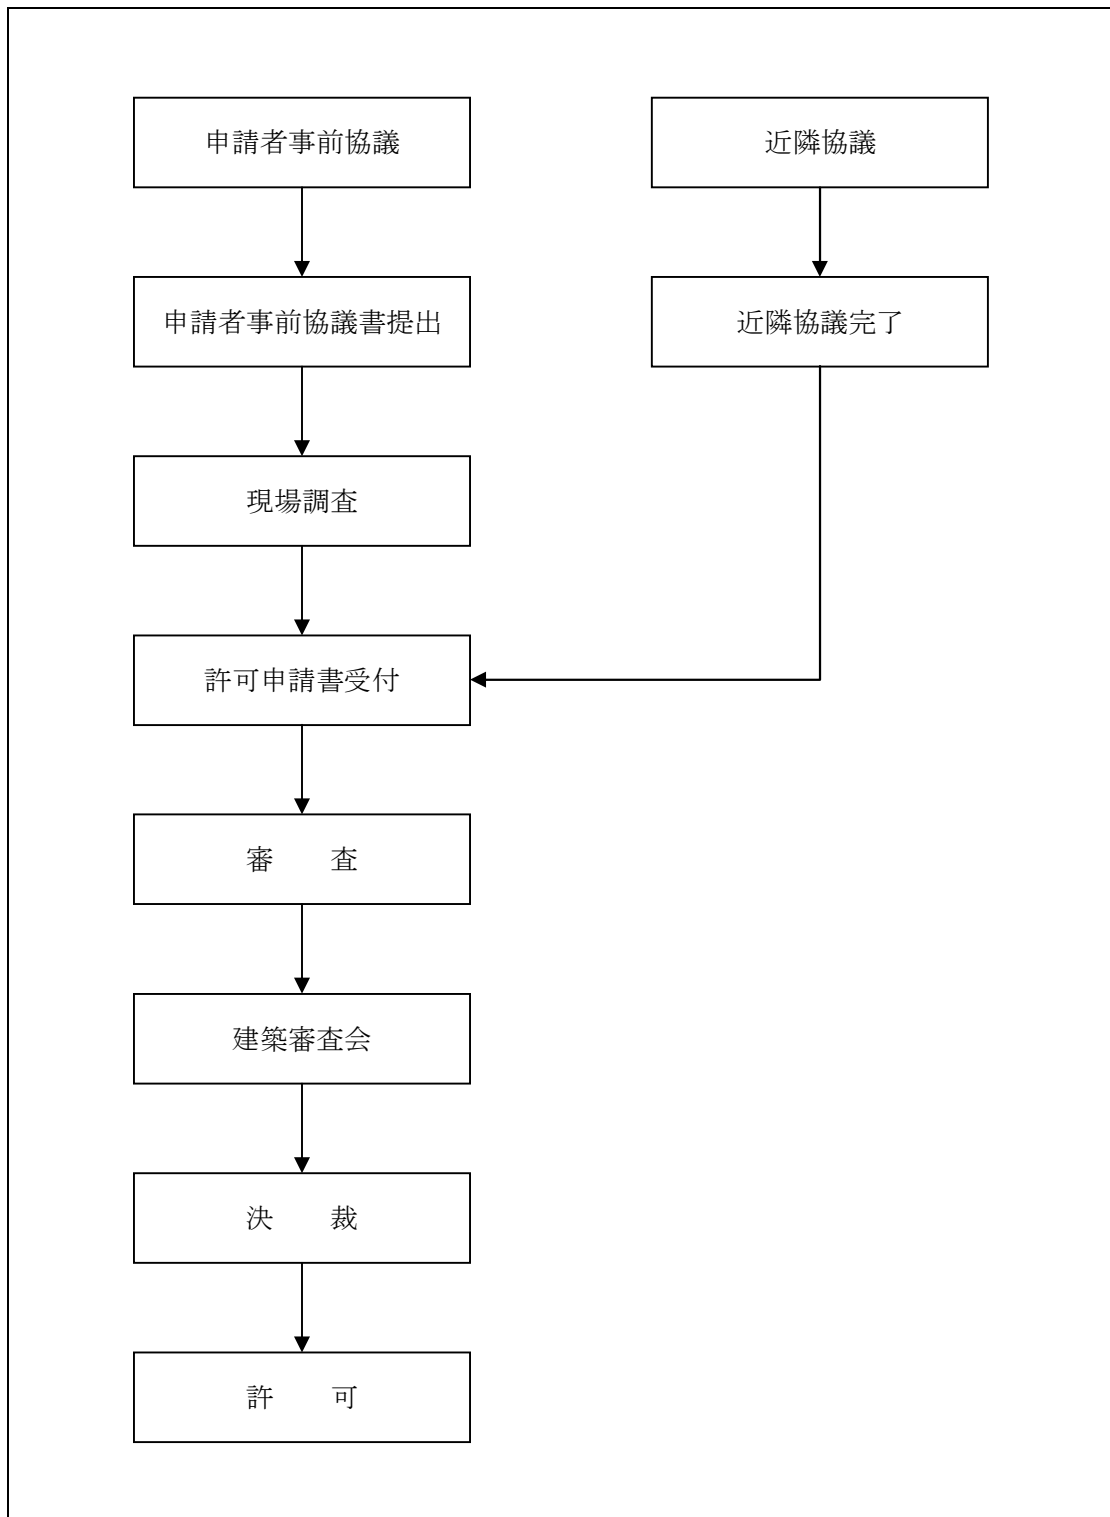 申請者事前協議
近隣協議
申請者事前協議書提出
近隣協議完了
現場調査
許可申請書受付
審　　査
建築審査会
決　　裁
許　　可